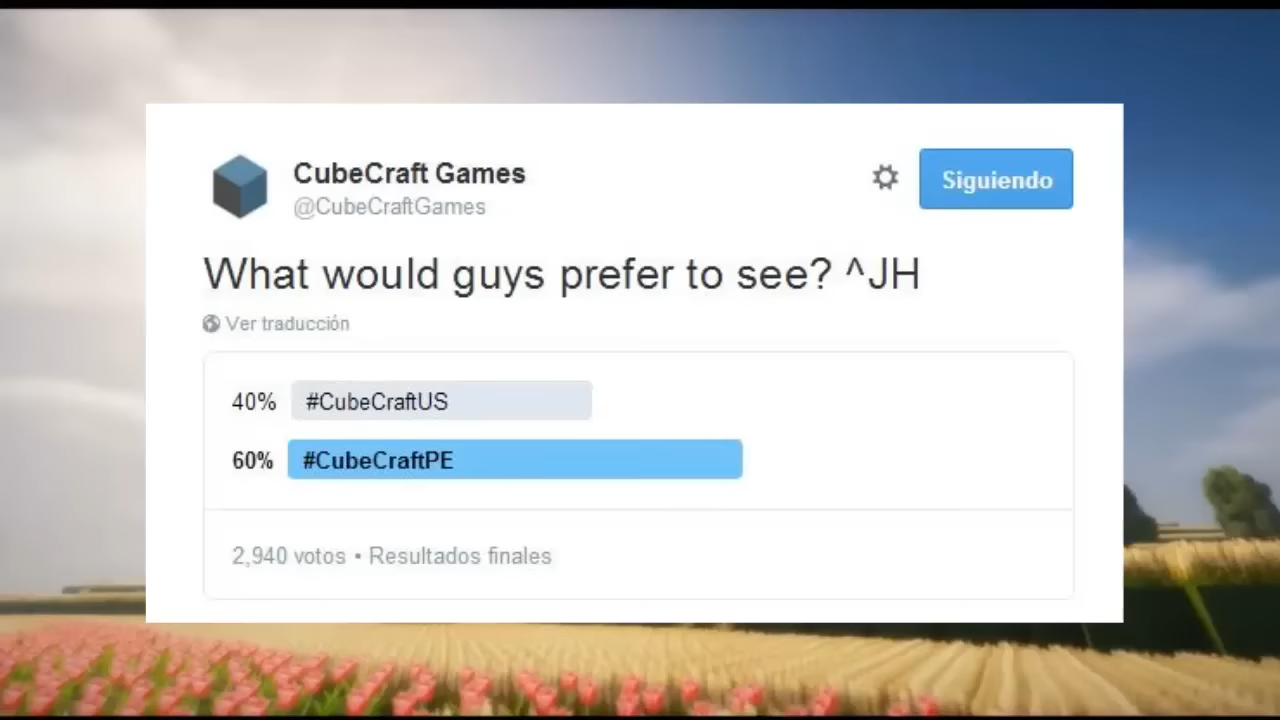 CubeCraft Games
@CubeCraftGames
Siguiendo
What would guys prefer to see? ^JH
Ver traducción
40% #CubeCraftUS
60% #CubeCraftPE
2,940 votos • Resultados finales